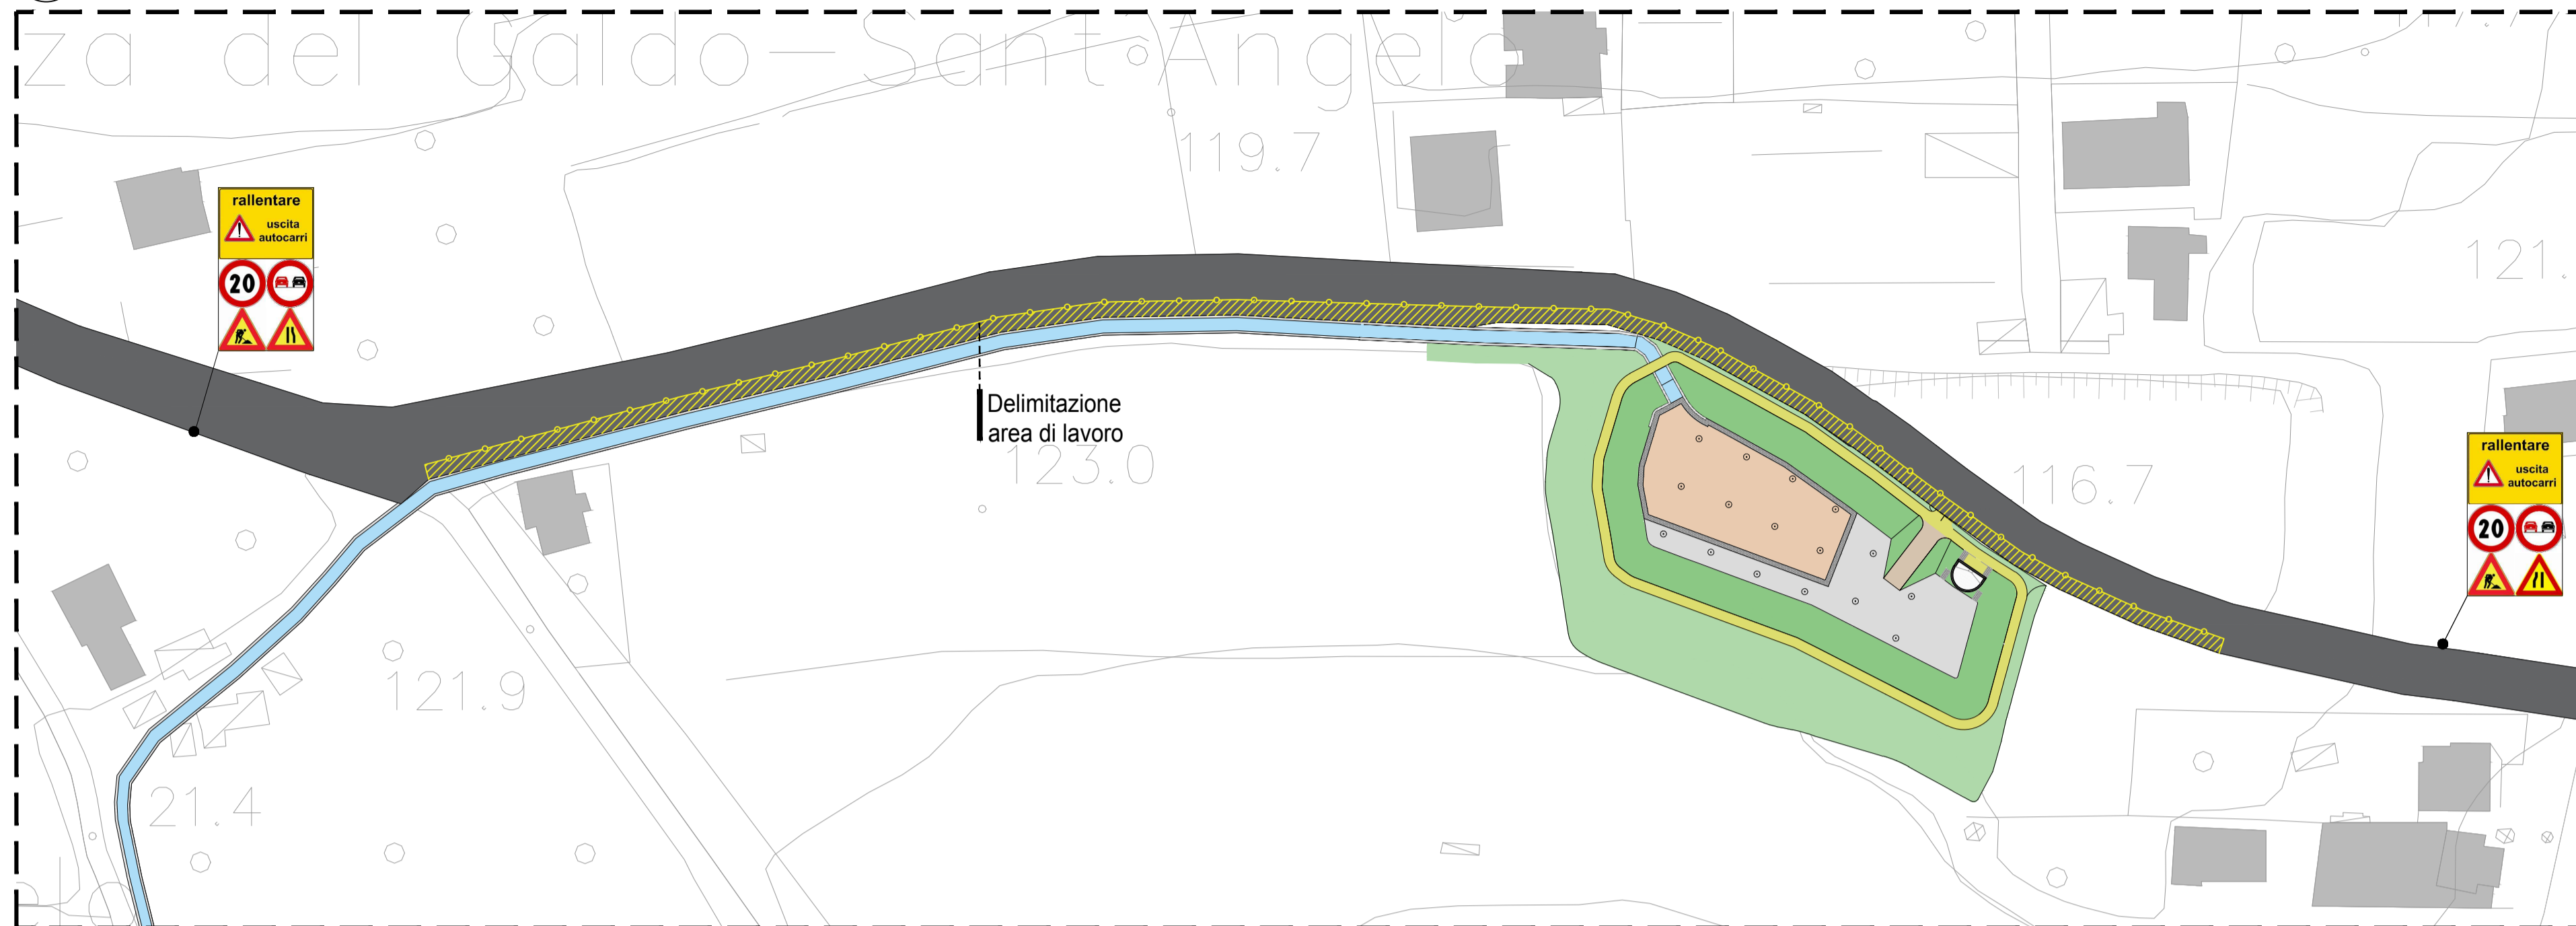 za del Galdo-Sant'Angelo
119.7
rallentare
uscita
autocarri
20
121.
Delimitazione
area di lavoro
123.0
116.7
rallentare
uscita
autocarri
20
121.9
21.4